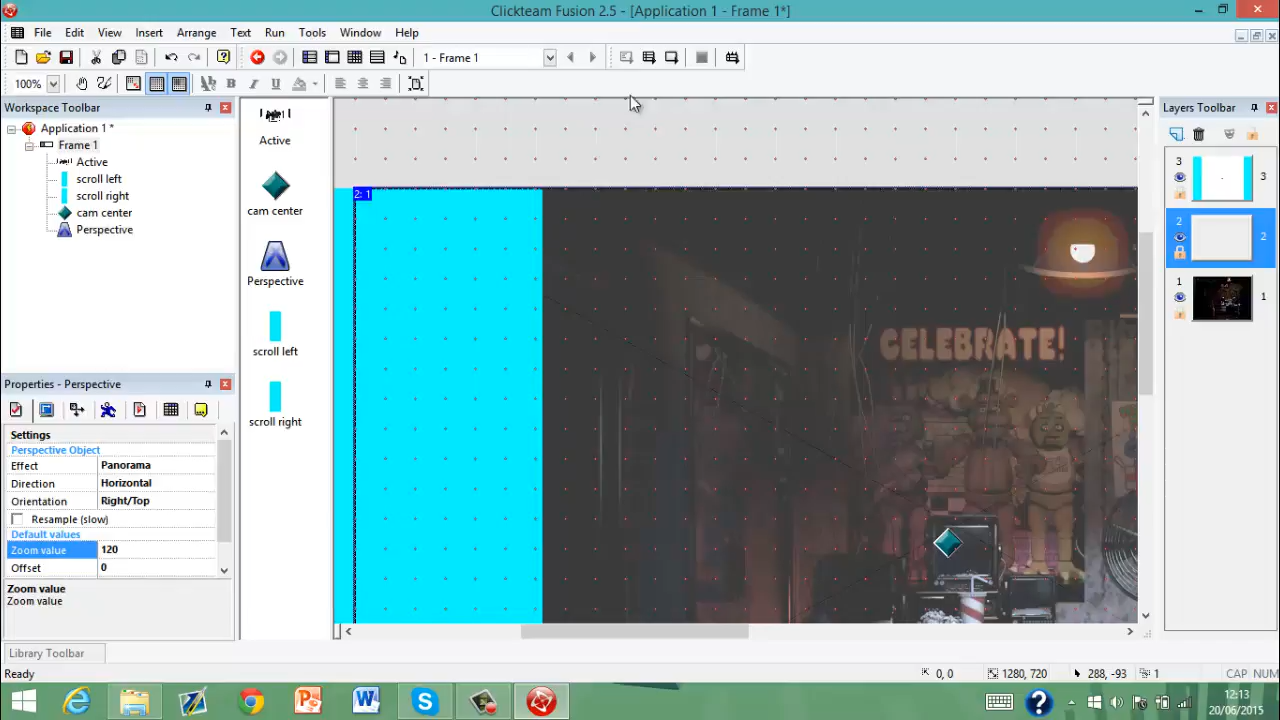 Clickteam Fusion 2.5 - [Application 1 - Frame 1*]
File Edit View Insert Arrange Text Run Tools Window Help
1 - Frame 1
100%
Workspace Toolbar
Application 1 *
Frame 1
Active
scroll left
scroll right
cam center
Perspective
Properties - Perspective
Settings
Perspective Object
Effect Panorama
Direction Horizontal
Orientation Right/Top
Resample (slow)
Default values
Zoom value 120
Offset 0
Zoom value
Zoom value
Library Toolbar
Active
cam center
Perspective
scroll left
scroll right
2: 1
CELEBRATE!
Layers Toolbar
3 3
2 2
1 1
Ready
0, 0
1280, 720
288, -93
1
CAP NUM
12:13
20/06/2015